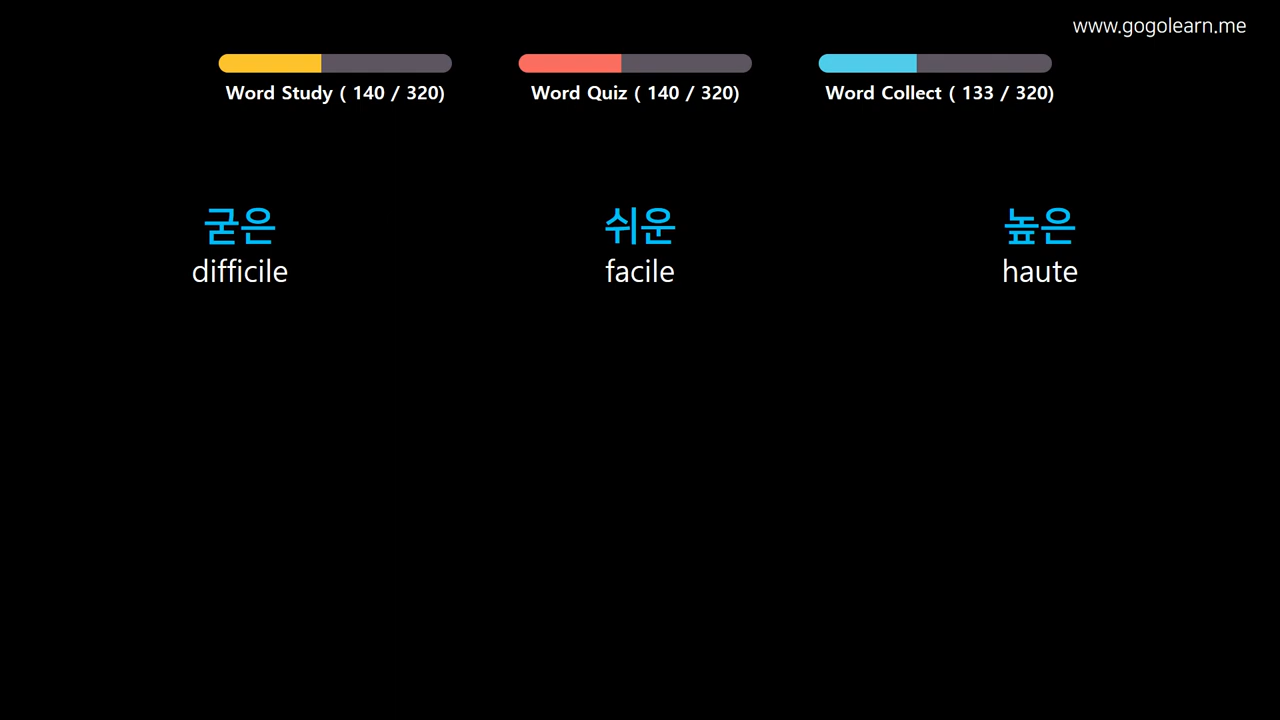 www.gogolearn.me
Word Study ( 140 / 320)
Word Quiz ( 140 / 320)
Word Collect ( 133 / 320)
굳은
difficile
쉬운
facile
높은
haute